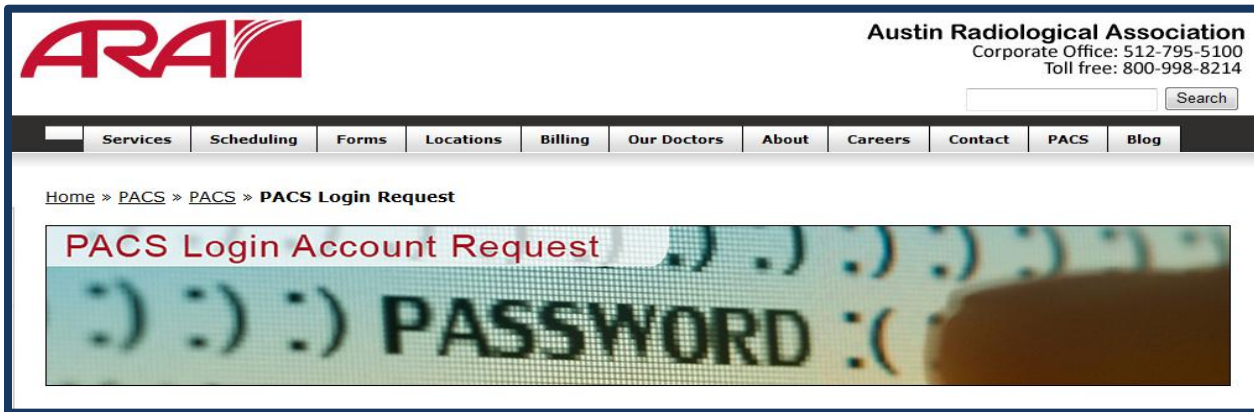 ARA
Austin Radiological Association
Corporate Office: 512-795-5100
Toll free: 800-998-8214
Search
Services Scheduling Forms Locations Billing Our Doctors About Careers Contact PACS Blog
Home » PACS » PACS » PACS Login Request
PACS Login Account Request
:) :) :) :) :) :)
:) :) :) PASSWORD :(